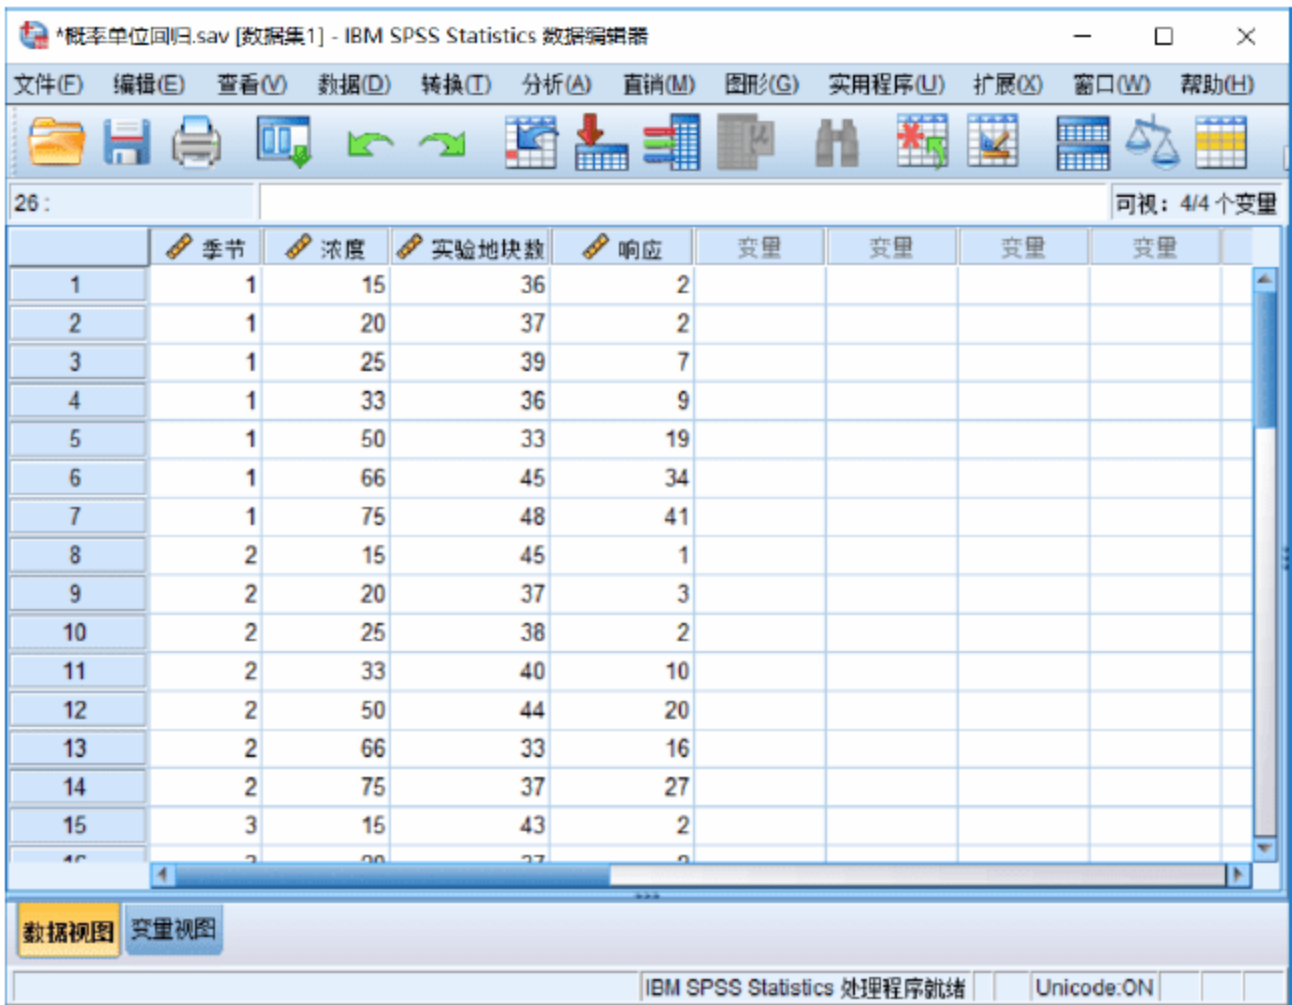 *概率单位回归.sav [数据集1] - IBM SPSS Statistics 数据编辑器
文件(F) 编辑(E) 查看(V) 数据(D) 转换(T) 分析(A) 直销(M) 图形(G) 实用程序(U) 扩展(X) 窗口(W) 帮助(H)
26 : 可视: 4/4 个变量
季节 浓度 实验地块数 响应 变量 变量 变量 变量
1 1 15 36 2
2 1 20 37 2
3 1 25 39 7
4 1 33 36 9
5 1 50 33 19
6 1 66 45 34
7 1 75 48 41
8 2 15 45 1
9 2 20 37 3
10 2 25 38 2
11 2 33 40 10
12 2 50 44 20
13 2 66 33 16
14 2 75 37 27
15 3 15 43 2
数据视图 变量视图
IBM SPSS Statistics 处理程序就绪 Unicode:ON